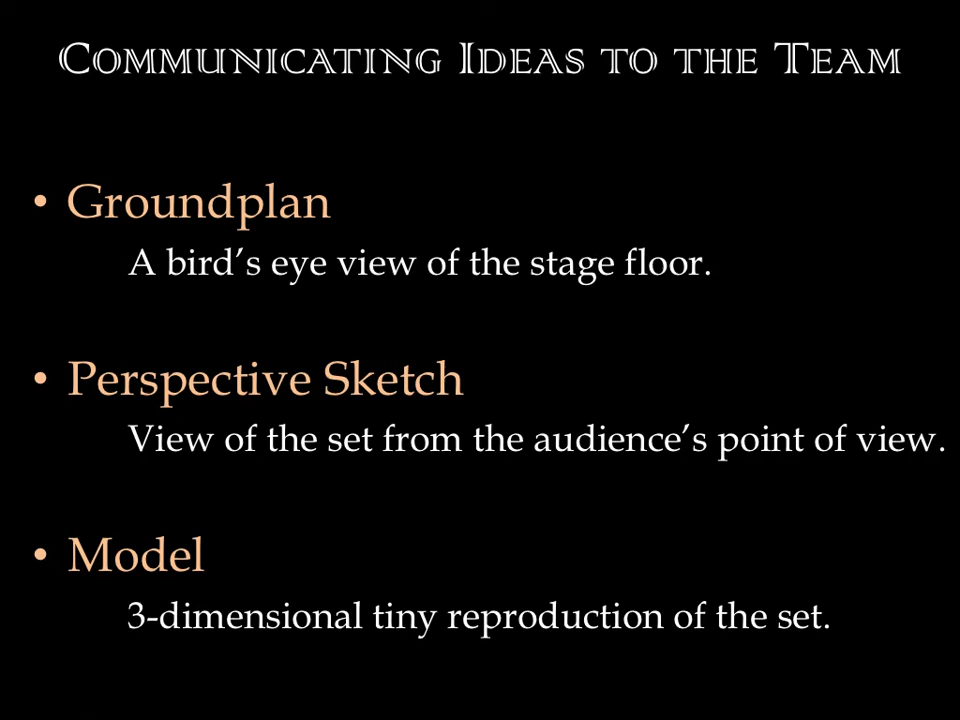 Communicating Ideas to the Team
• Groundplan
A bird’s eye view of the stage floor.
• Perspective Sketch
View of the set from the audience’s point of view.
• Model
3-dimensional tiny reproduction of the set.